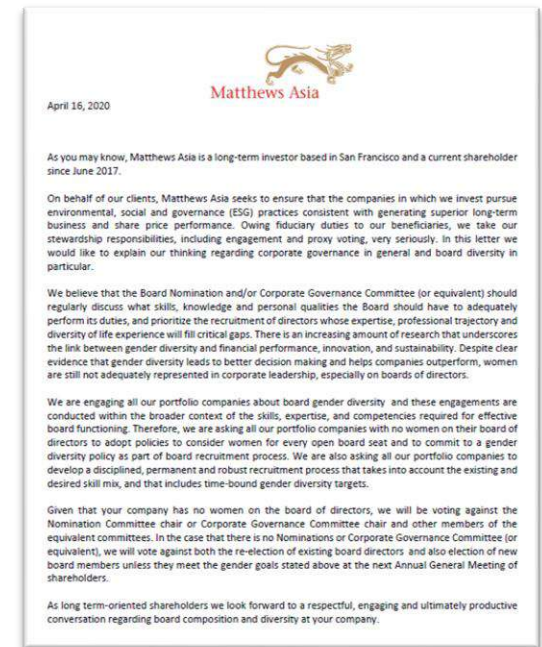 Matthews Asia
April 16, 2020
As you may know, Matthews Asia is a long-term investor based in San Francisco and a current shareholder
since June 2017.
On behalf of our clients, Matthews Asia seeks to ensure that the companies in which we invest pursue
environmental, social and governance (ESG) practices consistent with generating superior long-term
business and share price performance. Owing fiduciary duties to our beneficiaries, we take our
stewardship responsibilities, including engagement and proxy voting, very seriously. In this letter we
would like to explain our thinking regarding corporate governance in general and board diversity in
particular.
We believe that the Board Nomination and/or Corporate Governance Committee (or equivalent) should
regularly discuss what skills, knowledge and personal qualities the Board should have to adequately
perform its duties, and prioritize the recruitment of directors whose expertise, professional trajectory and
diversity of life experience will fill critical gaps. There is an increasing amount of research that underscores
the link between gender diversity and financial performance, innovation, and sustainability. Despite clear
evidence that gender diversity leads to better decision making and helps companies outperform, women
are still not adequately represented in corporate leadership, especially on boards of directors.
We are engaging all our portfolio companies about board gender diversity and these engagements are
conducted within the broader context of the skills, expertise, and competencies required for effective
board functioning. Therefore, we are asking all our portfolio companies with no women on their board of
directors to adopt policies to consider women for every open board seat and to commit to a gender
diversity policy as part of board recruitment process. We are also asking all our portfolio companies to
develop a disciplined, permanent and robust recruitment process that takes into account the existing and
desired skill mix, and that includes time-bound gender diversity targets.
Given that your company has no women on the board of directors, we will be voting against the
Nomination Committee chair or Corporate Governance Committee chair and other members of the
equivalent committees. In the case that there is no Nominations or Corporate Governance Committee (or
equivalent), we will vote against both the re-election of existing board directors and also election of new
board members unless they meet the gender goals stated above at the next Annual General Meeting of
shareholders.
As long term-oriented shareholders we look forward to a respectful, engaging and ultimately productive
conversation regarding board composition and diversity at your company.